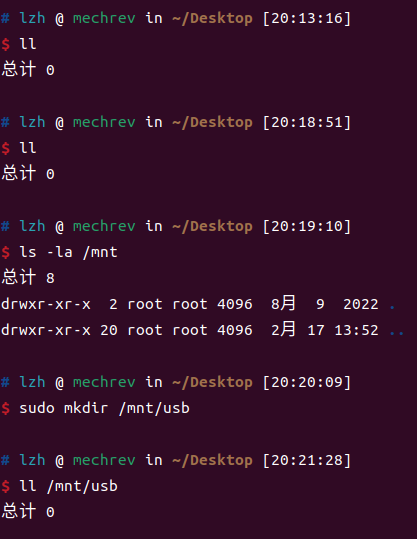 # lzh @ mechrev in ~/Desktop [20:13:16]
$ ll
总计 0
# lzh @ mechrev in ~/Desktop [20:18:51]
$ ll
总计 0
# lzh @ mechrev in ~/Desktop [20:19:10]
$ ls -la /mnt
总计 8
drwxr-xr-x  2 root root 4096  8月  9  2022 .
drwxr-xr-x 20 root root 4096  2月 17 13:52 ..
# lzh @ mechrev in ~/Desktop [20:20:09]
$ sudo mkdir /mnt/usb
# lzh @ mechrev in ~/Desktop [20:21:28]
$ ll /mnt/usb
总计 0